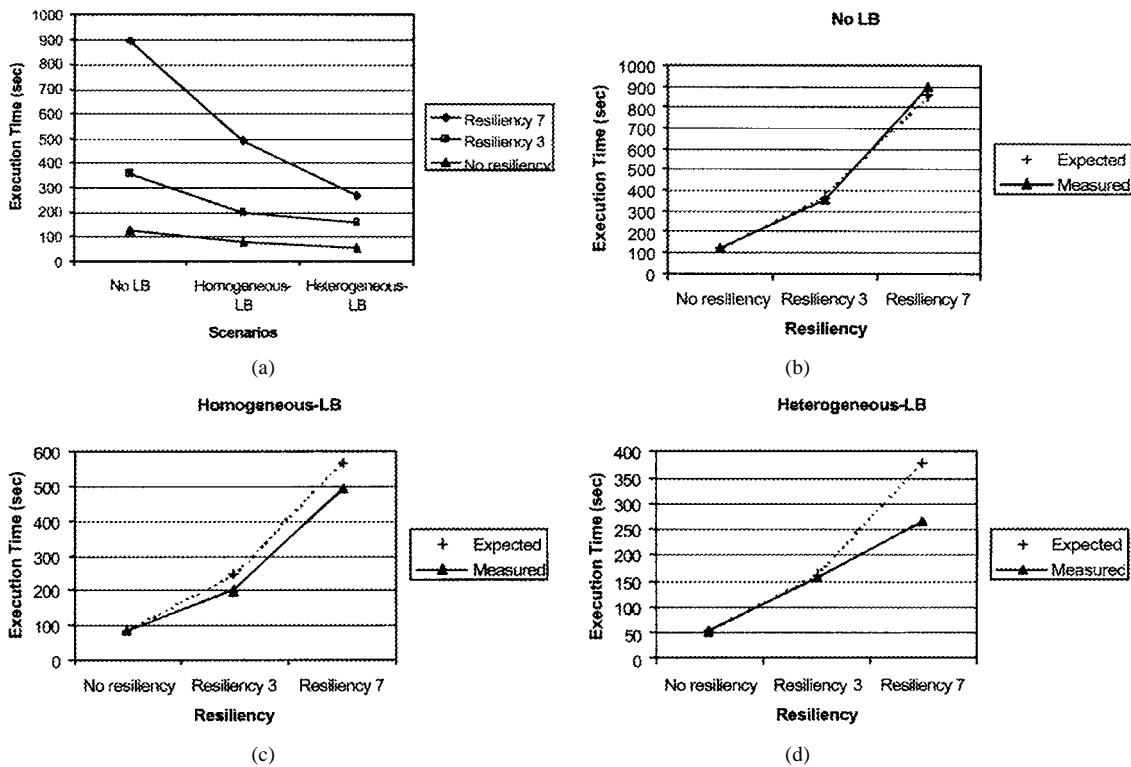 1000
900
800
700
600
500
400
300
200
100
0
Execution Time (sec)
No LB
Homogeneous-
LB
Heterogeneous-
LB
Scenarios
Resiliency 7
Resiliency 3
No resiliency
(a)
No LB
1000
900
800
700
600
500
400
300
200
100
0
Execution Time (sec)
No resiliency
Resiliency 3
Resiliency 7
Resiliency
Expected
Measured
(b)
Homogeneous-LB
600
500
400
300
200
100
0
Execution Time (sec)
No resiliency
Resiliency 3
Resiliency 7
Resiliency
Expected
Measured
(c)
Heterogeneous-LB
400
350
300
250
200
150
100
50
0
Execution Time (sec)
No resiliency
Resiliency 3
Resiliency 7
Resiliency
Expected
Measured
(d)